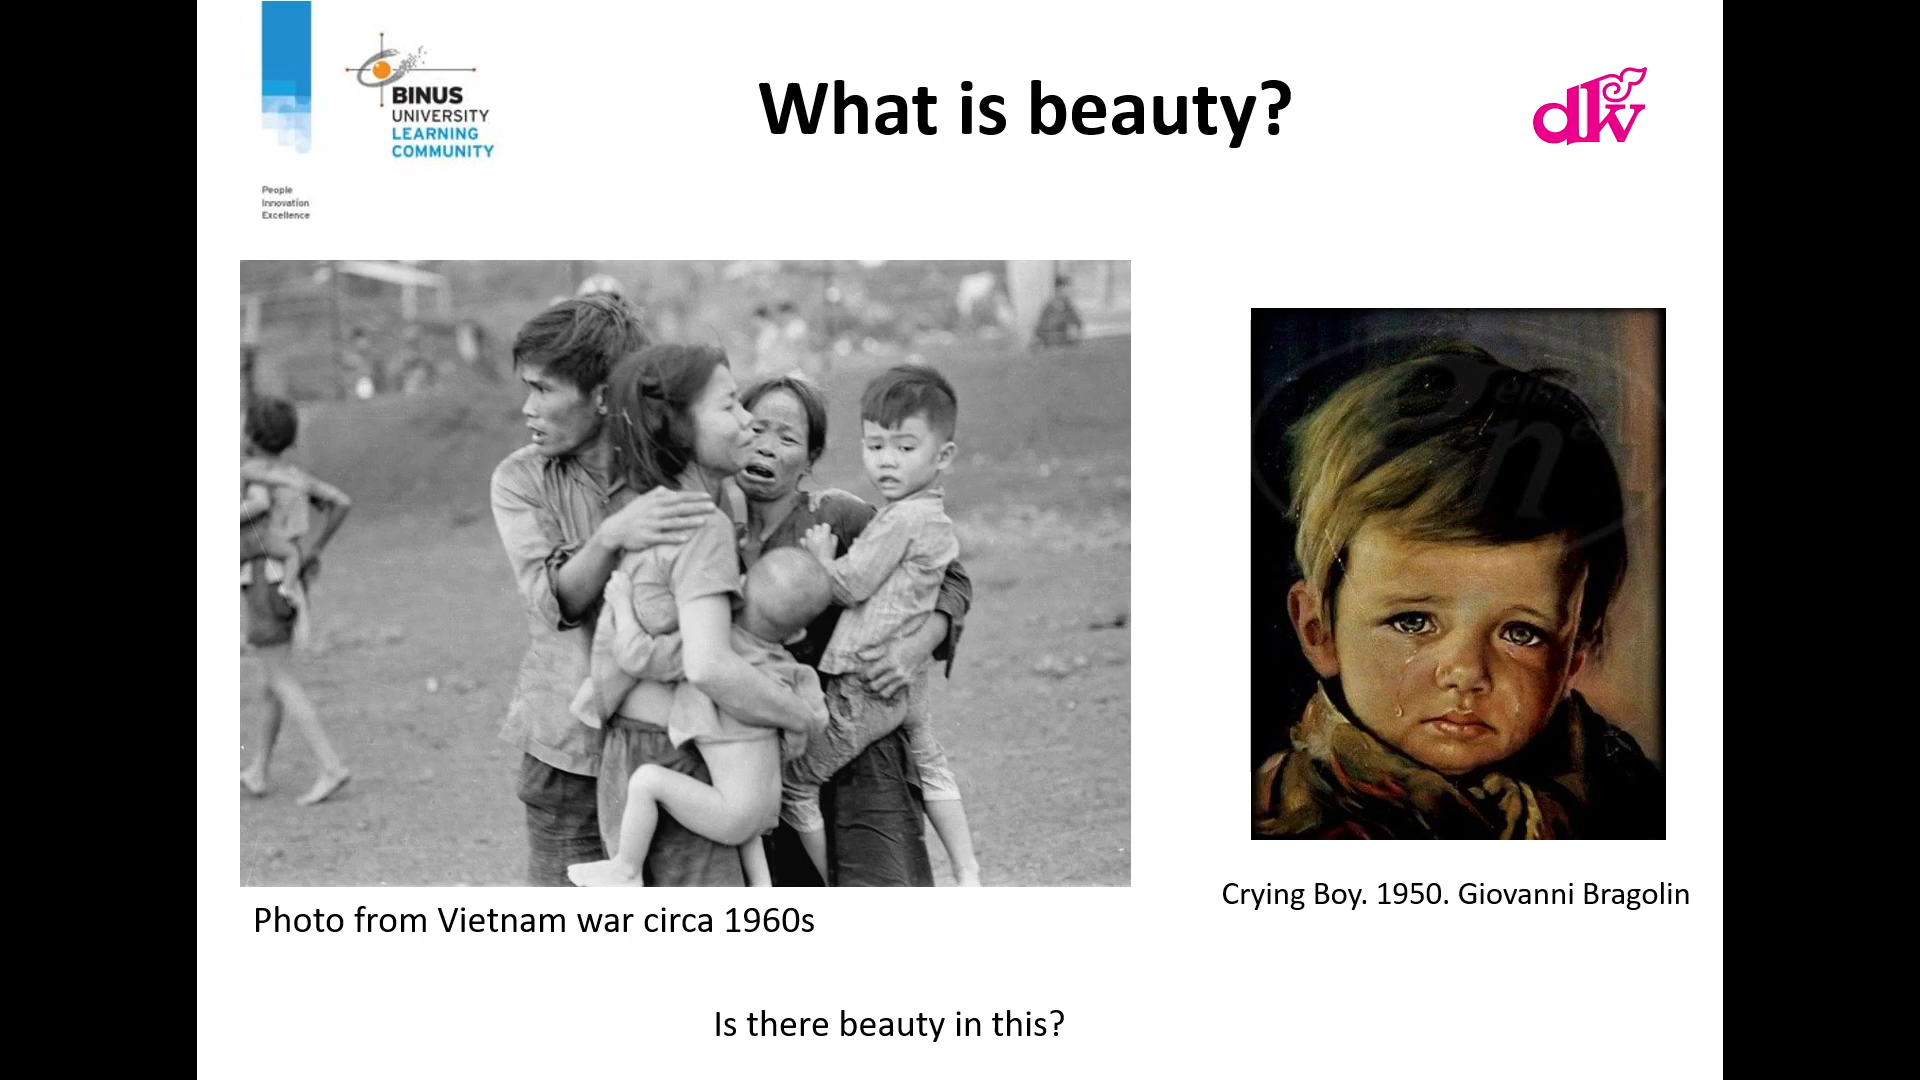 BINUS
UNIVERSITY
LEARNING
COMMUNITY
People
Innovation
Excellence
What is beauty?
dkv
Photo from Vietnam war circa 1960s
Crying Boy. 1950. Giovanni Bragolin
Is there beauty in this?